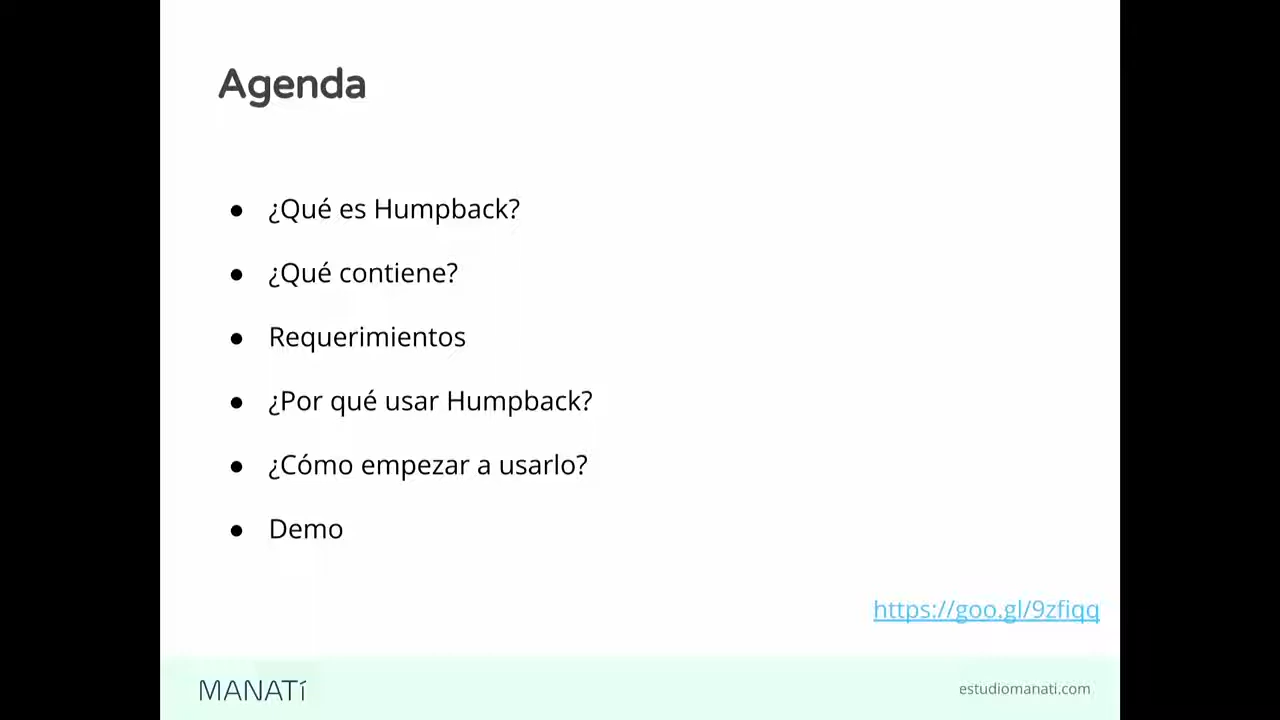 Agenda
● ¿Qué es Humpback?
● ¿Qué contiene?
● Requerimientos
● ¿Por qué usar Humpback?
● ¿Cómo empezar a usarlo?
● Demo
https://goo.gl/9zfiqq
MANATí
estudiomanati.com